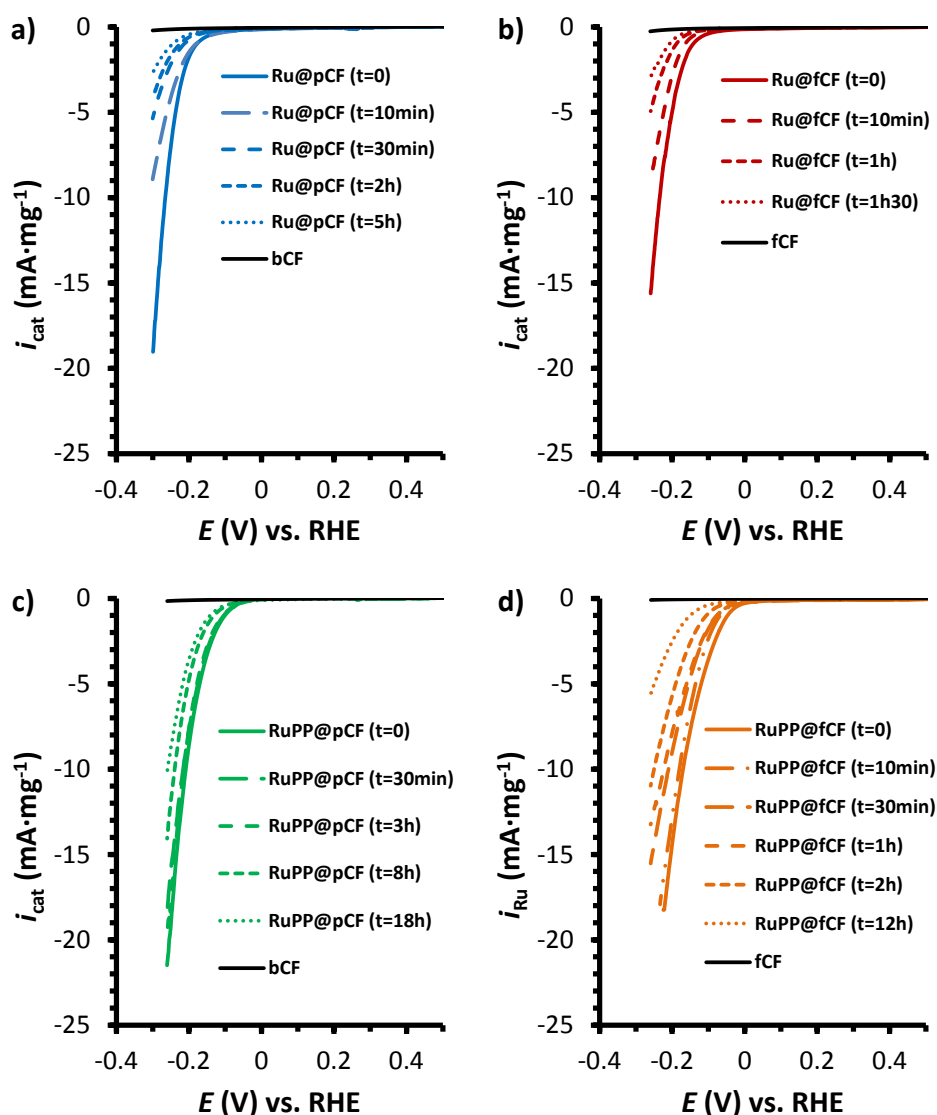 a)
0
-5
-10
-15
-20
-25
i_cat (mA·mg⁻¹)
Ru@pCF (t=0)
Ru@pCF (t=10min)
Ru@pCF (t=30min)
Ru@pCF (t=2h)
Ru@pCF (t=5h)
bCF
-0.4 -0.2 0 0.2 0.4
E (V) vs. RHE
b)
0
-5
-10
-15
-20
-25
i_cat (mA·mg⁻¹)
Ru@fCF (t=0)
Ru@fCF (t=10min)
Ru@fCF (t=1h)
Ru@fCF (t=1h30)
fCF
-0.4 -0.2 0 0.2 0.4
E (V) vs. RHE
c)
0
-5
-10
-15
-20
-25
i_cat (mA·mg⁻¹)
RuPP@pCF (t=0)
RuPP@pCF (t=30min)
RuPP@pCF (t=3h)
RuPP@pCF (t=8h)
RuPP@pCF (t=18h)
bCF
-0.4 -0.2 0 0.2 0.4
E (V) vs. RHE
d)
0
-5
-10
-15
-20
-25
i_Ru (mA·mg⁻¹)
RuPP@fCF (t=0)
RuPP@fCF (t=10min)
RuPP@fCF (t=30min)
RuPP@fCF (t=1h)
RuPP@fCF (t=2h)
RuPP@fCF (t=12h)
fCF
-0.4 -0.2 0 0.2 0.4
E (V) vs. RHE